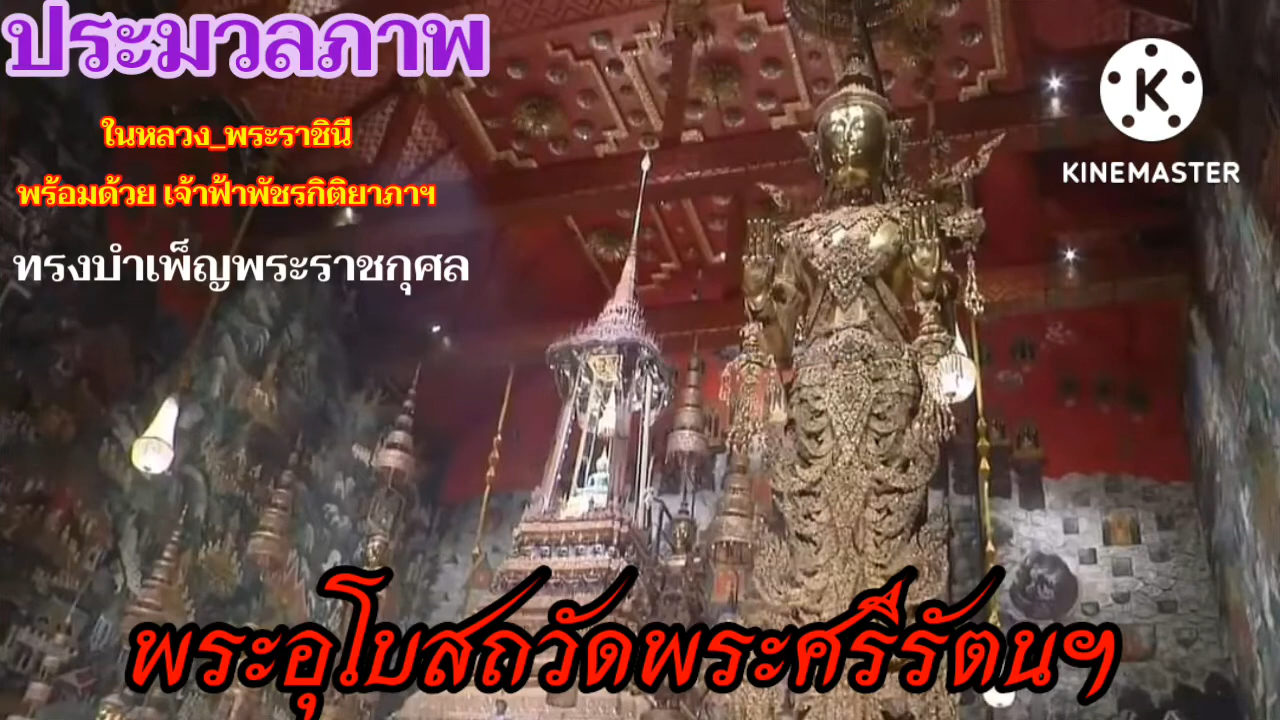 ประมวลภาพ
ในหลวง_พระราชินี
พร้อมด้วย เจ้าฟ้าพัชรกิติยาภาฯ
ทรงบำเพ็ญพระราชกุศล
K
KINEMASTER
พระอุโบสถวัดพระศรีรัตนฯ